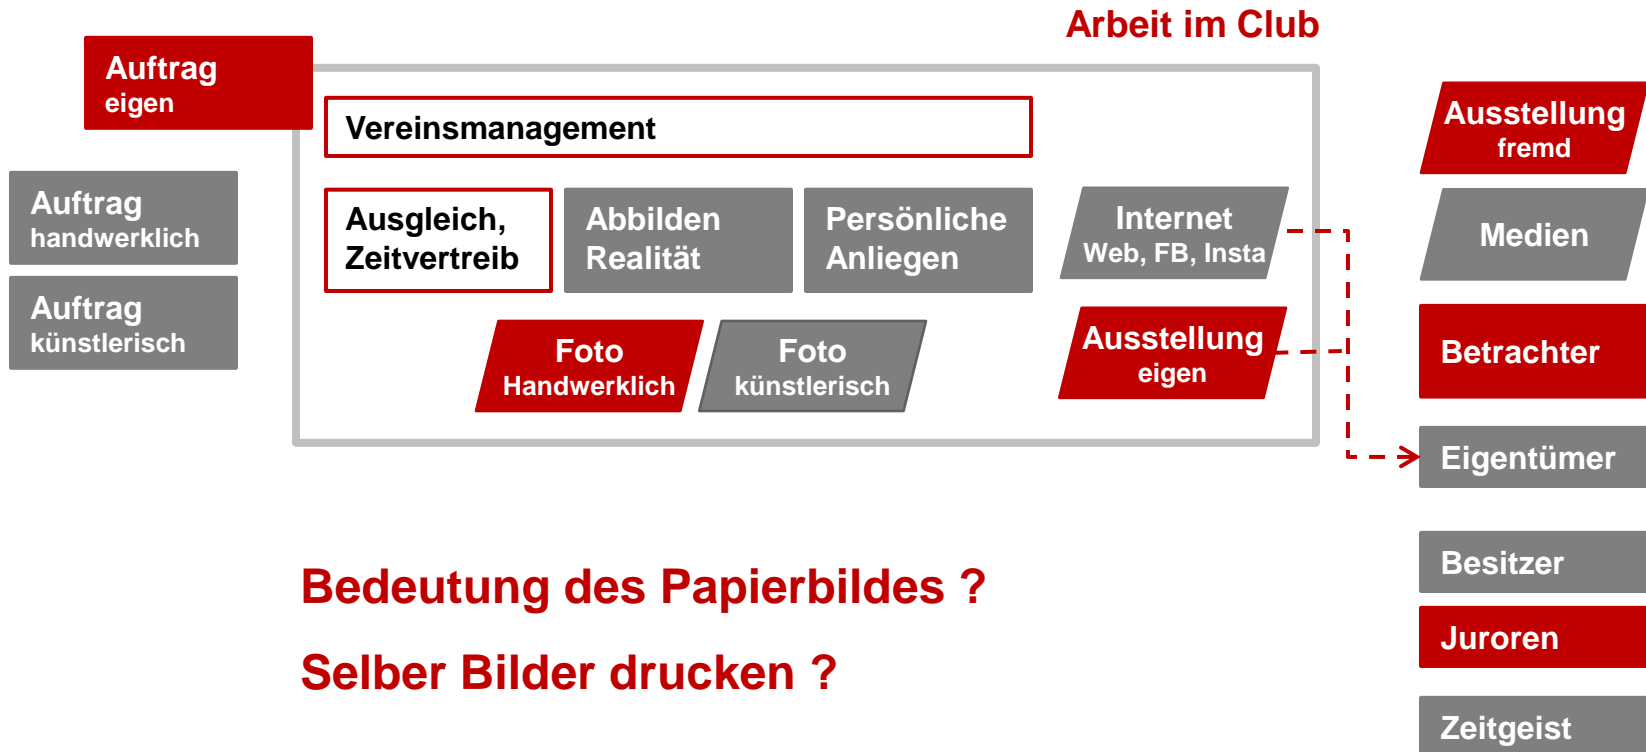 Arbeit im Club
Auftrag
eigen
Auftrag
handwerklich
Auftrag
künstlerisch
Vereinsmanagement
Ausgleich,
Zeitvertreib
Abbilden
Realität
Persönliche
Anliegen
Internet
Web, FB, Insta
Foto
Handwerklich
Foto
künstlerisch
Ausstellung
eigen
Ausstellung
fremd
Medien
Betrachter
Eigentümer
Besitzer
Juroren
Zeitgeist
Bedeutung des Papierbildes ?
Selber Bilder drucken ?